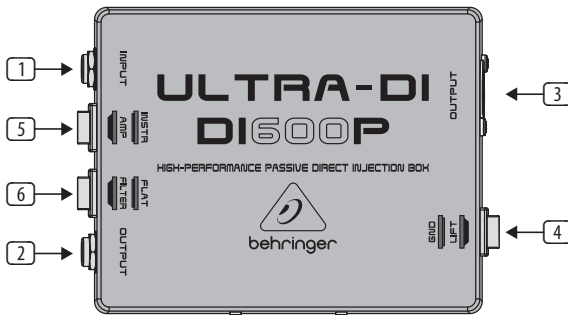 1
INPUT
5
INSTR
AMP
6
FLAT
FILTER
2
OUTPUT
ULTRA-DI
DI600P
HIGH-PERFORMANCE PASSIVE DIRECT INJECTION BOX
behringer
OUTPUT
3
GND
LIFT
4